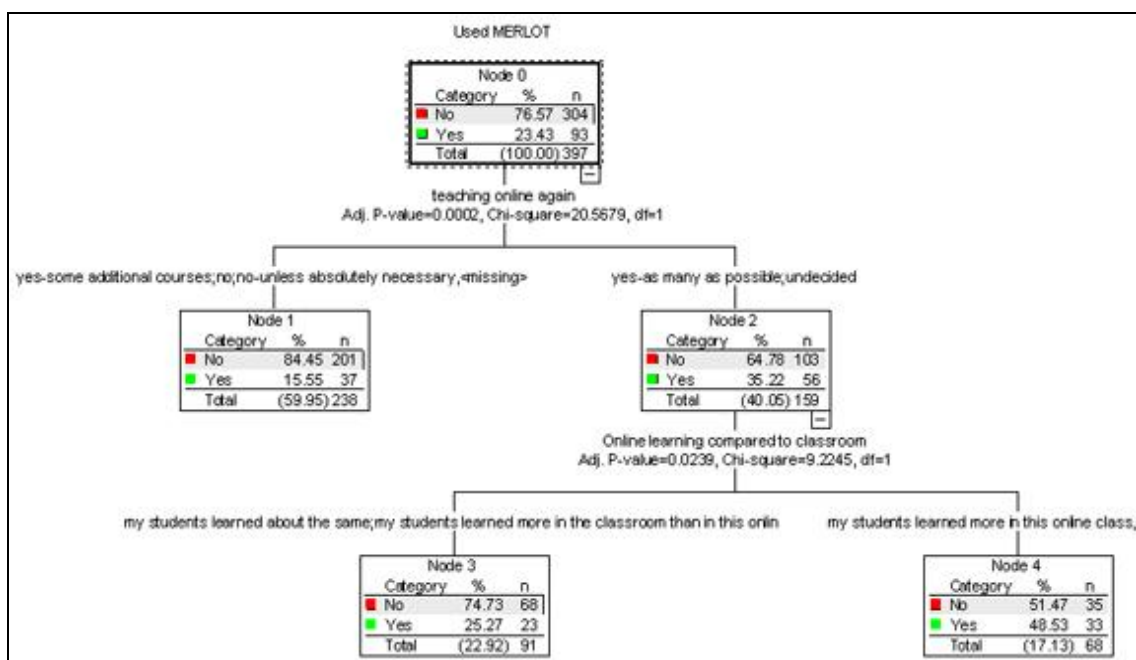 Used MERLOT
Node 0
Category % n
No 76.57 304
Yes 23.43 93
Total (100.00) 397
teaching online again
Adj. P-value=0.0002, Chi-square=20.5679, df=1
yes-some additional courses;no;no-unless absolutely necessary,<missing>
yes-as many as possible;undecided
Node 1
Category % n
No 84.45 201
Yes 15.55 37
Total (59.95) 238
Node 2
Category % n
No 64.78 103
Yes 35.22 56
Total (40.05) 159
Online learning compared to classroom
Adj. P-value=0.0239, Chi-square=9.2245, df=1
my students learned about the same;my students learned more in the classroom than in this onlin
my students learned more in this online class,
Node 3
Category % n
No 74.73 68
Yes 25.27 23
Total (22.92) 91
Node 4
Category % n
No 51.47 35
Yes 48.53 33
Total (17.13) 68